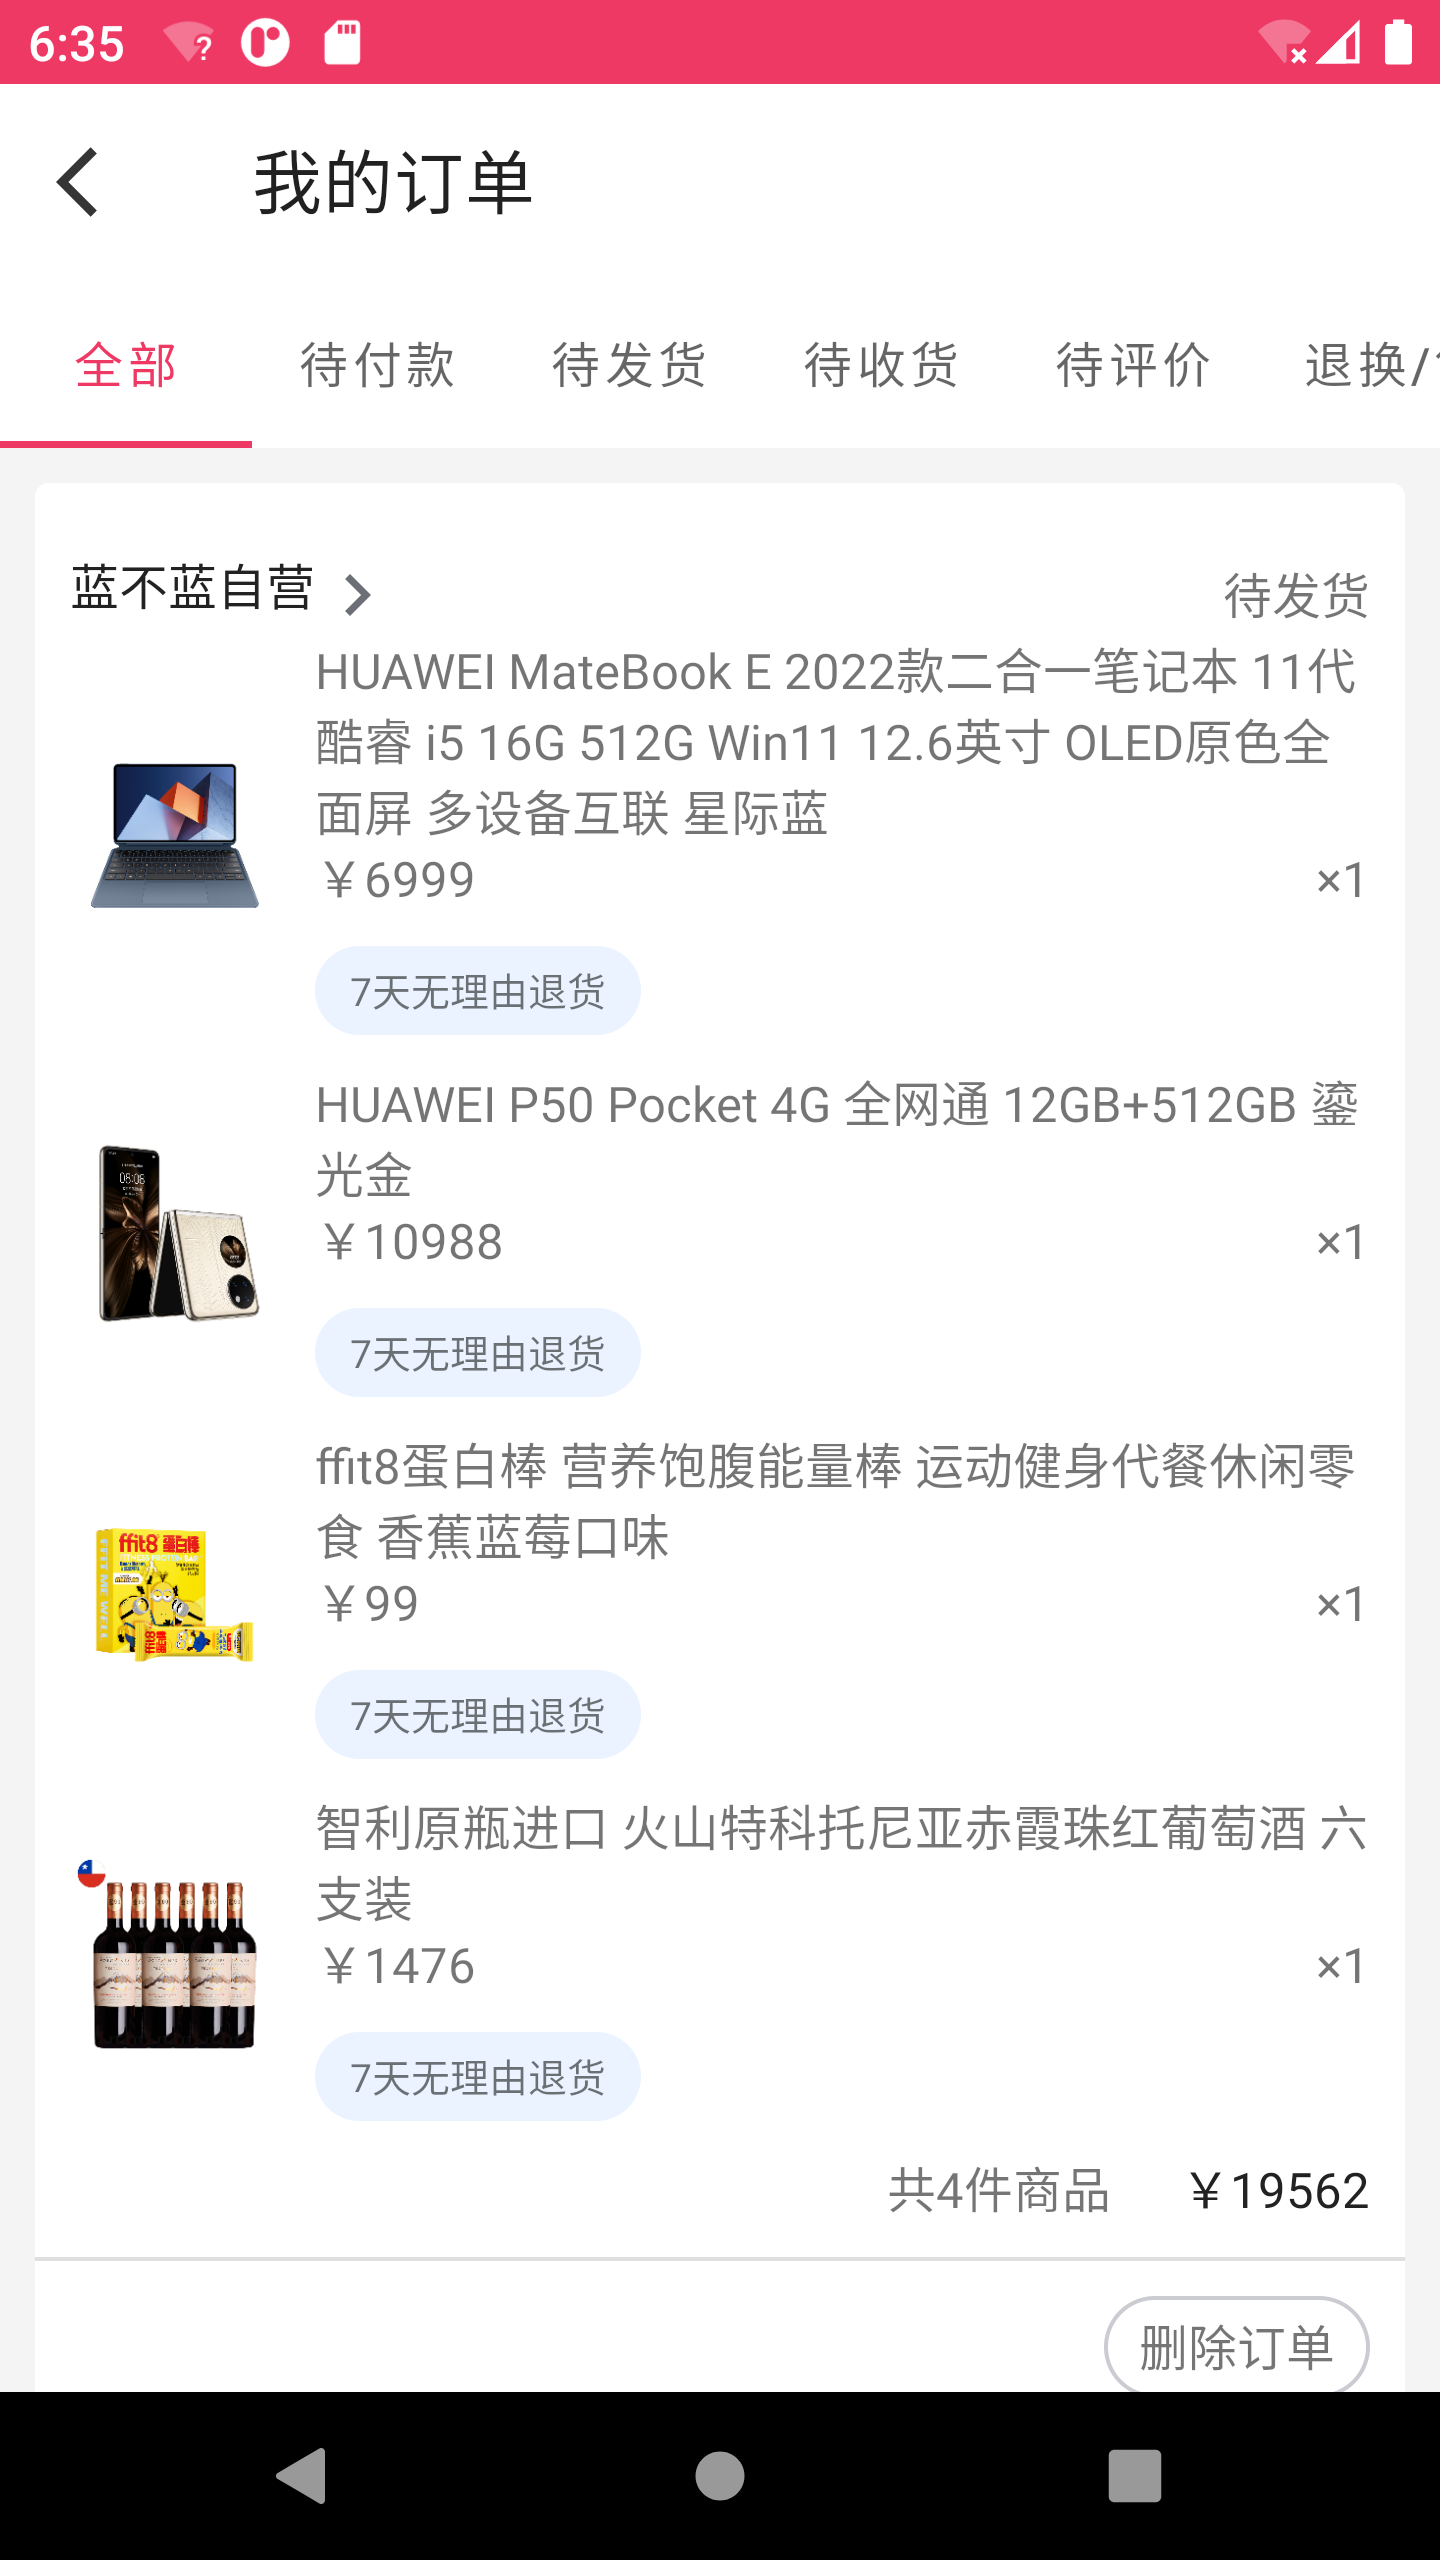 6:35
我的订单
全部 待付款 待发货 待收货 待评价 退换/
蓝不蓝自营
待发货
HUAWEI MateBook E 2022款二合一笔记本 11代
酷睿 i5 16G 512G Win11 12.6英寸 OLED原色全
面屏 多设备互联 星际蓝
￥6999 ×1
7天无理由退货
HUAWEI P50 Pocket 4G 全网通 12GB+512GB 鎏
光金
￥10988 ×1
7天无理由退货
ffit8蛋白棒 营养饱腹能量棒 运动健身代餐休闲零
食 香蕉蓝莓口味
￥99 ×1
ffit8 蛋白棒
7天无理由退货
智利原瓶进口 火山特科托尼亚赤霞珠红葡萄酒 六
支装
￥1476 ×1
7天无理由退货
共4件商品 ￥19562
删除订单